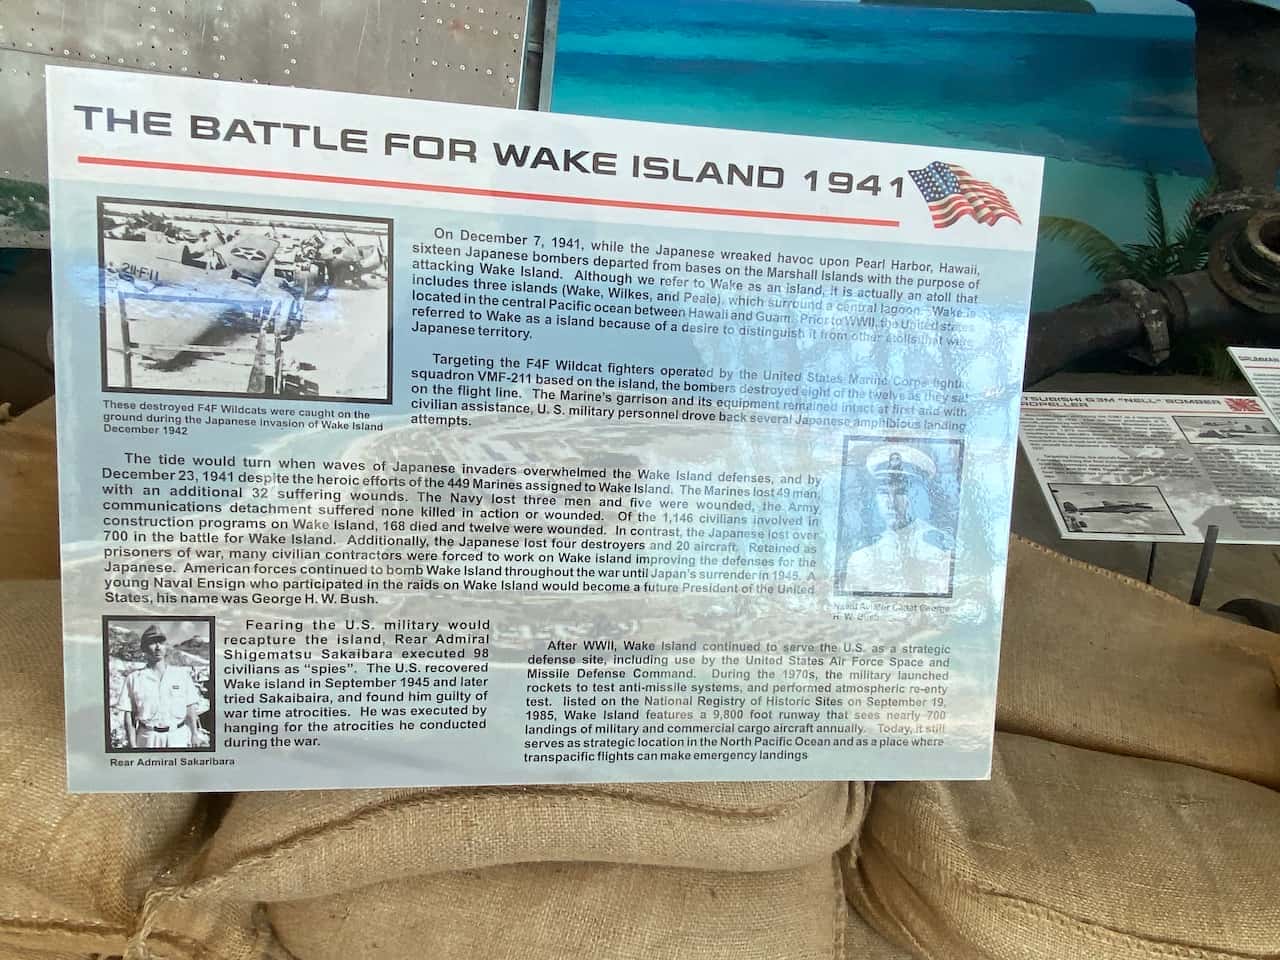 THE BATTLE FOR WAKE ISLAND 1941
On December 7, 1941, while the Japanese wreaked havoc upon Pearl Harbor, Hawaii,
sixteen Japanese bombers departed from bases on the Marshall Islands with the purpose of
attacking Wake Island. Although we refer to Wake as an island, it is actually an atoll that
includes three islands (Wake, Wilkes, and Peale), which surround a central lagoon. Wake is
located in the central Pacific ocean between Hawaii and Guam. Prior to WWII, the United states
referred to Wake as a island because of a desire to distinguish it from other atolls that were
Japanese territory.
211-F-11
These destroyed F4F Wildcats were caught on the
ground during the Japanese invasion of Wake Island
December 1942
Targeting the F4F Wildcat fighters operated by the United States Marine Corps fighter
squadron VMF-211 based on the island, the bombers destroyed eight of the twelve as they sat
on the flight line. The Marine's garrison and its equipment remained intact at first and with
civilian assistance, U. S. military personnel drove back several Japanese amphibious landing
attempts.
The tide would turn when waves of Japanese invaders overwhelmed the Wake Island defenses, and by
December 23, 1941 despite the heroic efforts of the 449 Marines assigned to Wake Island. The Marines lost 49 men,
with an additional 32 suffering wounds. The Navy lost three men and five were wounded, the Army
communications detachment suffered none killed in action or wounded. Of the 1,146 civilians involved in
construction programs on Wake Island, 168 died and twelve were wounded. In contrast, the Japanese lost over
700 in the battle for Wake Island. Additionally, the Japanese lost four destroyers and 20 aircraft. Retained as
prisoners of war, many civilian contractors were forced to work on Wake island improving the defenses for the
Japanese. American forces continued to bomb Wake Island throughout the war until Japan's surrender in 1945. A
young Naval Ensign who participated in the raids on Wake Island would become a future President of the United
States, his name was George H. W. Bush.
Naval Aviator Cadet George
H. W. Bush
Fearing the U.S. military would
recapture the island, Rear Admiral
Shigematsu Sakaibara executed 98
civilians as "spies". The U.S. recovered
Wake island in September 1945 and later
tried Sakaibaira, and found him guilty of
war time atrocities. He was executed by
hanging for the atrocities he conducted
during the war.
Rear Admiral Sakaribara
After WWII, Wake Island continued to serve the U.S. as a strategic
defense site, including use by the United States Air Force Space and
Missile Defense Command. During the 1970s, the military launched
rockets to test anti-missile systems, and performed atmospheric re-enty
test. listed on the National Registry of Historic Sites on September 19,
1985, Wake Island features a 9,800 foot runway that sees nearly 700
landings of military and commercial cargo aircraft annually. Today, it still
serves as strategic location in the North Pacific Ocean and as a place where
transpacific flights can make emergency landings
TSUBISHI G3M "NELL" BOMBER
ROPELLER